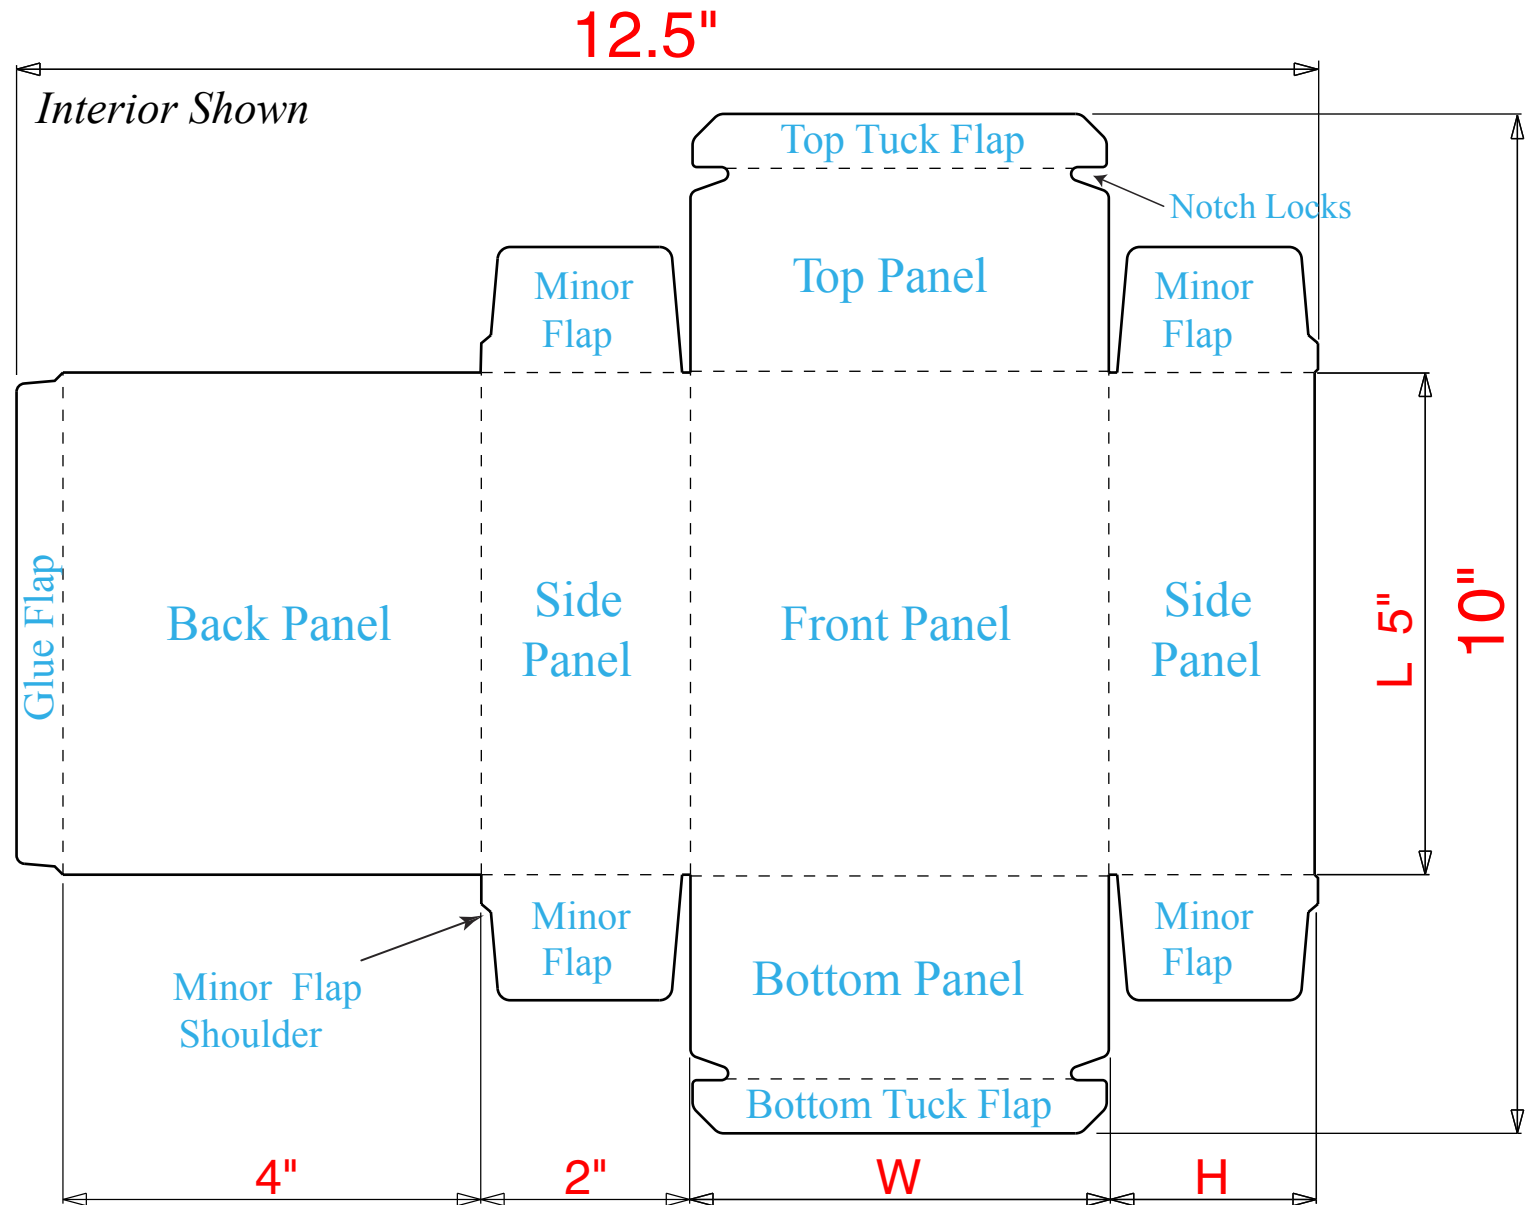 12.5"
Interior Shown
Top Tuck Flap
Notch Locks
Minor
Flap
Top Panel
Minor
Flap
Glue Flap
Back Panel
Side
Panel
Front Panel
Side
Panel
L 5"
10"
Minor
Flap
Bottom Panel
Minor
Flap
Minor Flap
Shoulder
Bottom Tuck Flap
4"
2"
W
H